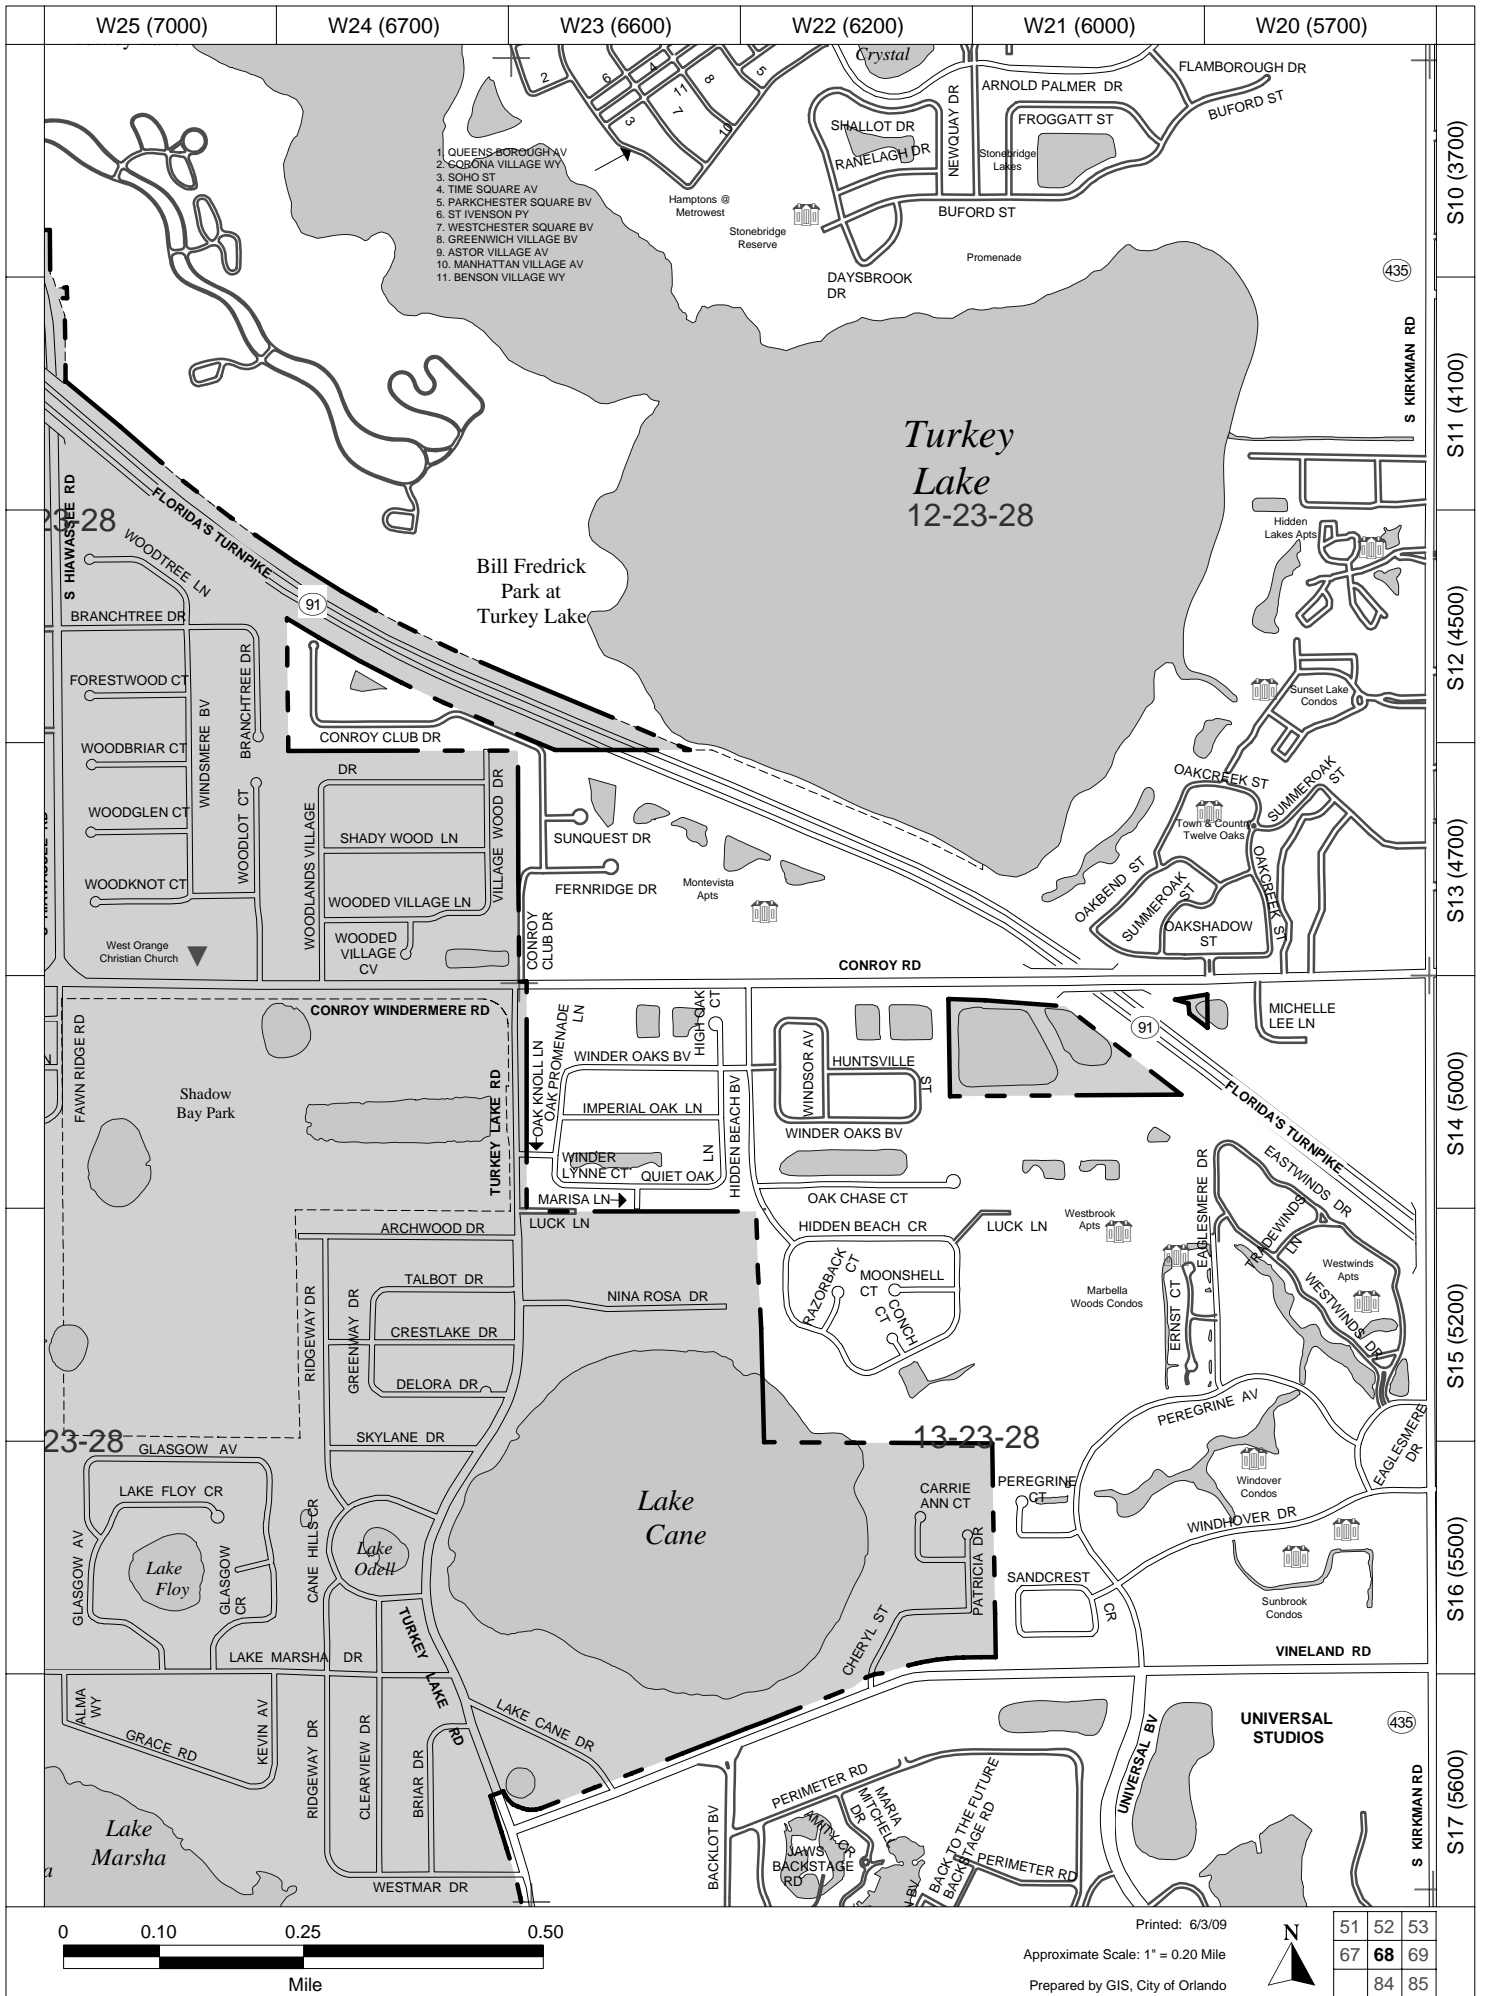 W25 (7000)
W24 (6700)
W23 (6600)
W22 (6200)
W21 (6000)
W20 (5700)
S10 (3700)
S11 (4100)
S12 (4500)
S13 (4700)
S14 (5000)
S15 (5200)
S16 (5500)
S17 (5600)
Crystal
FLAMBOROUGH DR
ARNOLD PALMER DR
BUFORD ST
FROGGATT ST
SHALLOT DR
RANELAGH DR
NEWQUAY DR
Stonebridge
Lakes
BUFORD ST
2
6
4
11
8
5
7
3
10
1. QUEENS BOROUGH AV
2. CORONA VILLAGE WY
3. SOHO ST
4. TIME SQUARE AV
5. PARKCHESTER SQUARE BV
6. ST IVENSON PY
7. WESTCHESTER SQUARE BV
8. GREENWICH VILLAGE BV
9. ASTOR VILLAGE AV
10. MANHATTAN VILLAGE AV
11. BENSON VILLAGE WY
Hamptons @
Metrowest
Stonebridge
Reserve
DAYSBROOK
DR
Promenade
435
S KIRKMAN RD
Turkey
Lake
12-23-28
Hidden
Lakes Apts
S HIAWASSEE RD
23-28
FLORIDA'S TURNPIKE
91
WOODTREE LN
BRANCHTREE DR
Bill Fredrick
Park at
Turkey Lake
FORESTWOOD CT
WINDSMERE BV
BRANCHTREE DR
WOODBRIAR CT
CONROY CLUB DR
Sunset Lake
Condos
DR
WOODGLEN CT
WOODLOT CT
WOODKNOT CT
WOODLANDS VILLAGE
SHADY WOOD LN
VILLAGE WOOD DR
WOODED VILLAGE LN
WOODED
VILLAGE
CV
SUNQUEST DR
FERNRIDGE DR
CONROY
CLUB DR
Montevista
Apts
OAKCREEK ST
SUMMEROAK
ST
Town & Country
Twelve Oaks
OAKBEND ST
SUMMEROAK
ST
OAKCREEK ST
OAKSHADOW
ST
West Orange
Christian Church
CONROY RD
CONROY WINDERMERE RD
FAWN RIDGE RD
Shadow
Bay Park
TURKEY LAKE RD
OAK KNOLL LN
OAK PROMENADE
LN
HIGH OAK
CT
WINDER OAKS BV
IMPERIAL OAK LN
HIDDEN BEACH BV
WINDER
LYNNE CT
QUIET OAK
LN
MARISA LN
WINDSOR AV
HUNTSVILLE
ST
WINDER OAKS BV
OAK CHASE CT
91
MICHELLE
LEE LN
FLORIDA'S TURNPIKE
EASTWINDS DR
EAGLESMERE DR
TRADEWINDS
LN
WESTWINDS DR
Westwinds
Apts
Westbrook
Apts
Marbella
Woods Condos
ERNST CT
LUCK LN
ARCHWOOD DR
HIDDEN BEACH CR
LUCK LN
TALBOT DR
RAZORBACK
CT
MOONSHELL
CT
CONCH
CT
NINA ROSA DR
RIDGEWAY DR
GREENWAY DR
CRESTLAKE DR
DELORA DR
SKYLANE DR
PEREGRINE AV
EAGLESMERE
DR
23-28
GLASGOW AV
13-23-28
LAKE FLOY CR
Lake
Floy
GLASGOW AV
GLASGOW
CR
CANE HILLS CR
Lake
Odell
Lake
Cane
CARRIE
ANN CT
PATRICIA DR
PEREGRINE
CT
Windover
Condos
WINDHOVER DR
SANDCREST
CR
Sunbrook
Condos
CHERYL ST
VINELAND RD
LAKE MARSHA DR
TURKEY LAKE RD
ALMA
WY
GRACE RD
KEVIN AV
RIDGEWAY DR
CLEARVIEW DR
BRIAR DR
LAKE CANE DR
WESTMAR DR
Lake
Marsha
UNIVERSAL
STUDIOS
435
UNIVERSAL BV
S KIRKMAN RD
PERIMETER RD
BACKLOT BV
AMITY CR
MARIA
MITCHELL
DR
JAWS
BACKSTAGE
RD
BACK TO THE FUTURE
BACKSTAGE RD
PERIMETER RD
0
0.10
0.25
0.50
Mile
Printed: 6/3/09
Approximate Scale: 1" = 0.20 Mile
Prepared by GIS, City of Orlando
N
51 52 53
67 68 69
84 85